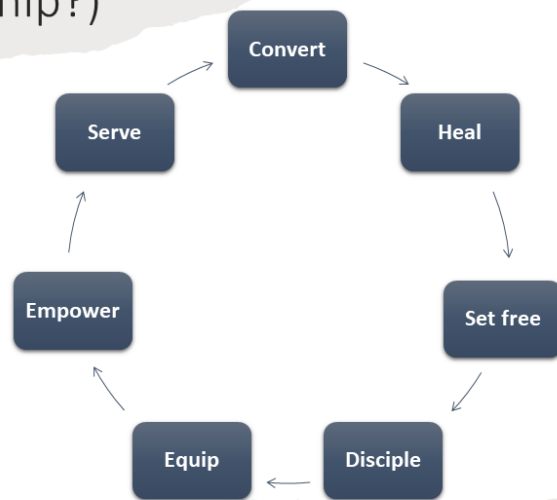 hip?)
Convert
Heal
Set free
Disciple
Equip
Empower
Serve